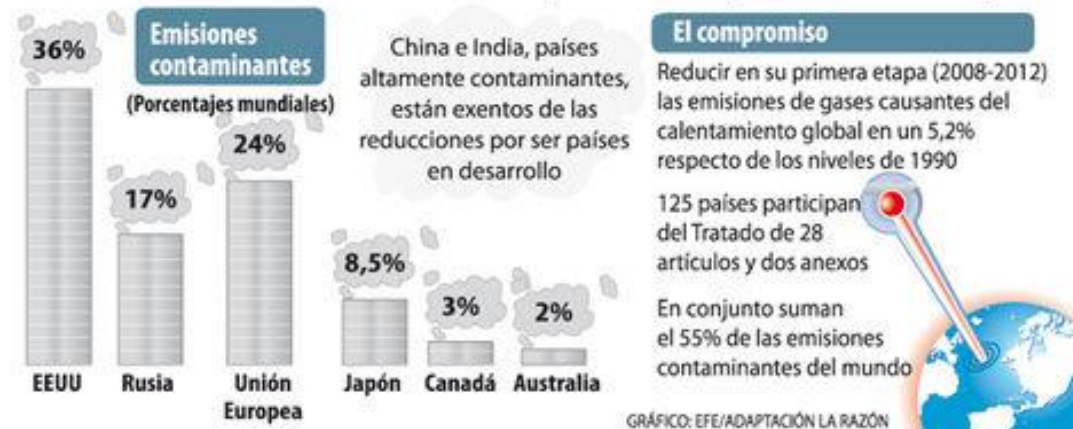 Emisiones
contaminantes
(Porcentajes mundiales)
36%
17%
24%
8,5%
3%
2%
EEUU
Rusia
Unión
Europea
Japón
Canadá
Australia
China e India, países
altamente contaminantes,
están exentos de las
reducciones por ser países
en desarrollo
El compromiso
Reducir en su primera etapa (2008-2012)
las emisiones de gases causantes del
calentamiento global en un 5,2%
respecto de los niveles de 1990
125 países participan
del Tratado de 28
artículos y dos anexos
En conjunto suman
el 55% de las emisiones
contaminantes del mundo
GRÁFICO: EFE/ADAPTACIÓN LA RAZÓN